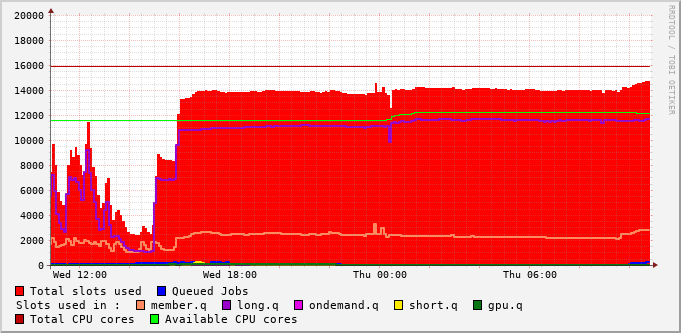 20000
18000
16000
14000
12000
10000
8000
6000
4000
2000
0
Wed 12:00 Wed 18:00 Thu 00:00 Thu 06:00
RRDTOOL / TOBI OETIKER
Total slots used Queued Jobs
Slots used in : member.q long.q ondemand.q short.q gpu.q
Total CPU cores Available CPU cores